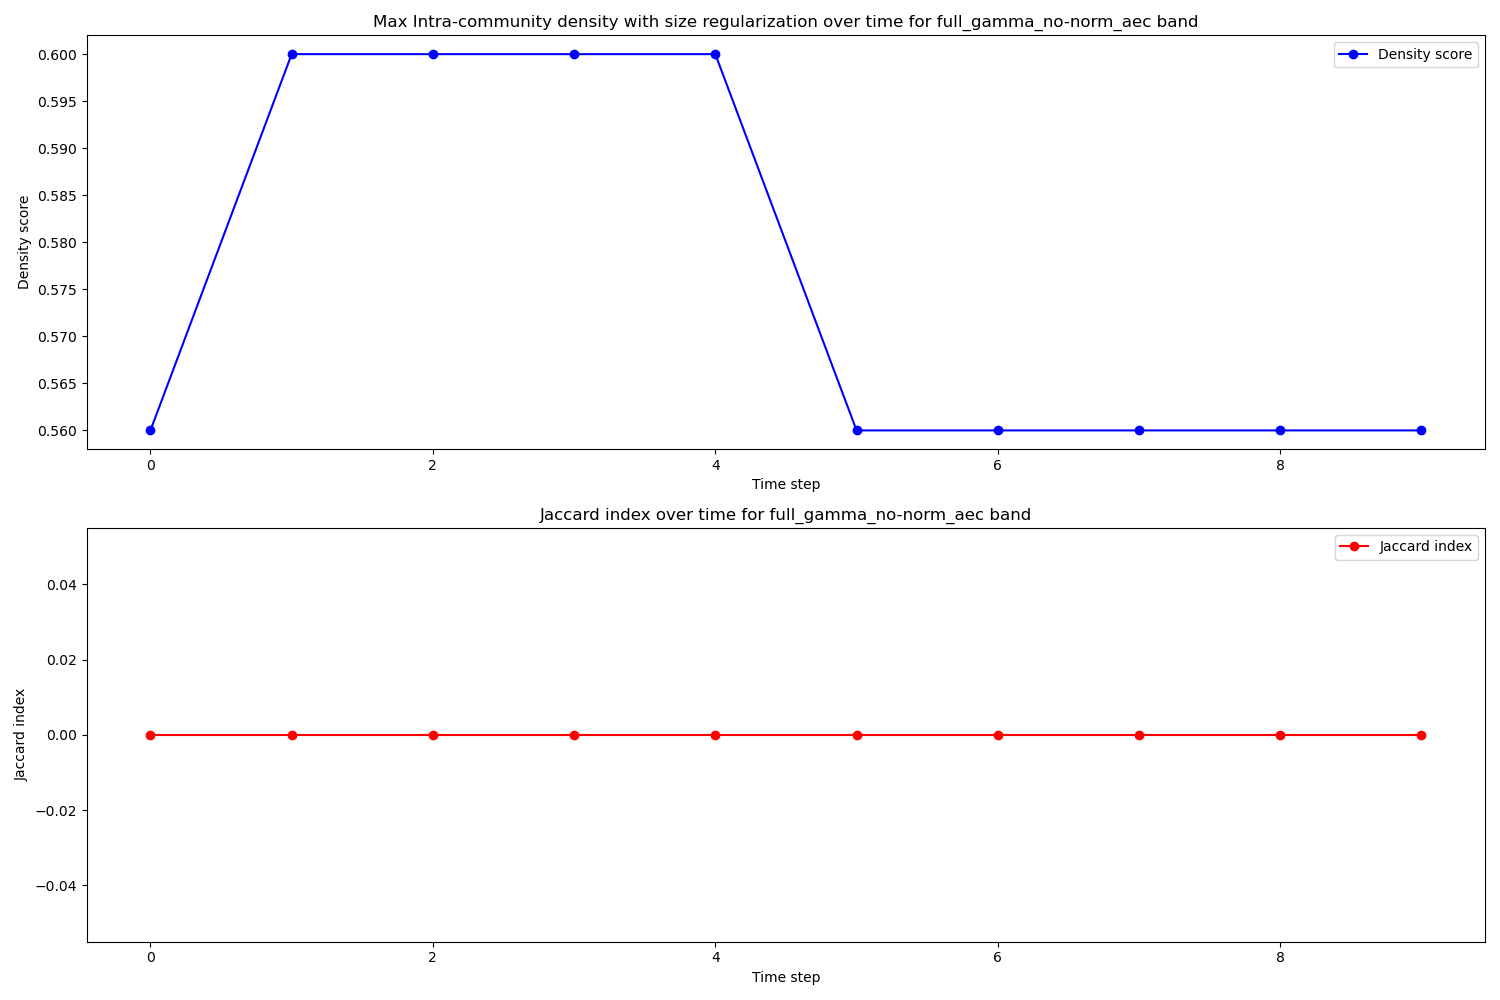 Max Intra-community density with size regularization over time for full_gamma_no-norm_aec band
Density score
0.600
0.595
0.590
0.585
0.580
0.575
0.570
0.565
0.560
Density score
0 2 4 6 8
Time step
Jaccard index over time for full_gamma_no-norm_aec band
Jaccard index
0.04
0.02
0.00
−0.02
−0.04
Jaccard index
0 2 4 6 8
Time step